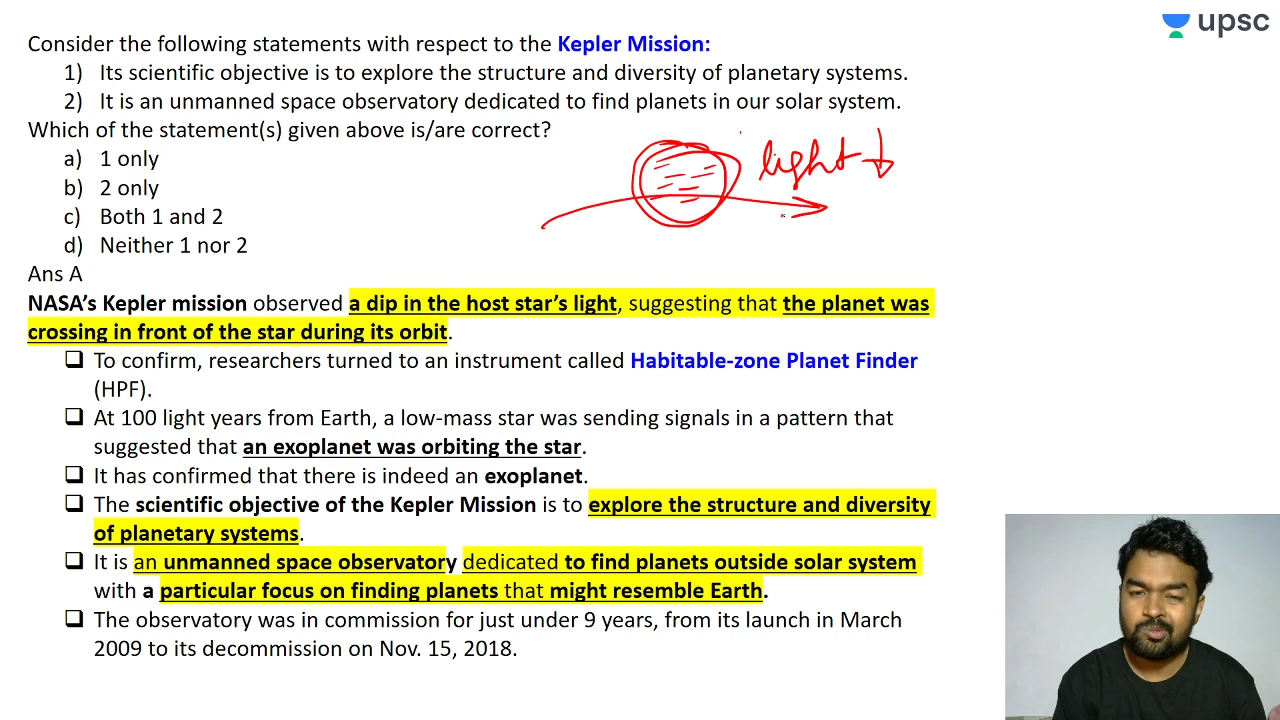 upsc
Consider the following statements with respect to the Kepler Mission:
1) Its scientific objective is to explore the structure and diversity of planetary systems.
2) It is an unmanned space observatory dedicated to find planets in our solar system.
Which of the statement(s) given above is/are correct?
a) 1 only
b) 2 only
c) Both 1 and 2
d) Neither 1 nor 2
light ↓
Ans A
NASA’s Kepler mission observed a dip in the host star’s light, suggesting that the planet was
crossing in front of the star during its orbit.
❑ To confirm, researchers turned to an instrument called Habitable-zone Planet Finder
(HPF).
❑ At 100 light years from Earth, a low-mass star was sending signals in a pattern that
suggested that an exoplanet was orbiting the star.
❑ It has confirmed that there is indeed an exoplanet.
❑ The scientific objective of the Kepler Mission is to explore the structure and diversity
of planetary systems.
❑ It is an unmanned space observatory dedicated to find planets outside solar system
with a particular focus on finding planets that might resemble Earth.
❑ The observatory was in commission for just under 9 years, from its launch in March
2009 to its decommission on Nov. 15, 2018.